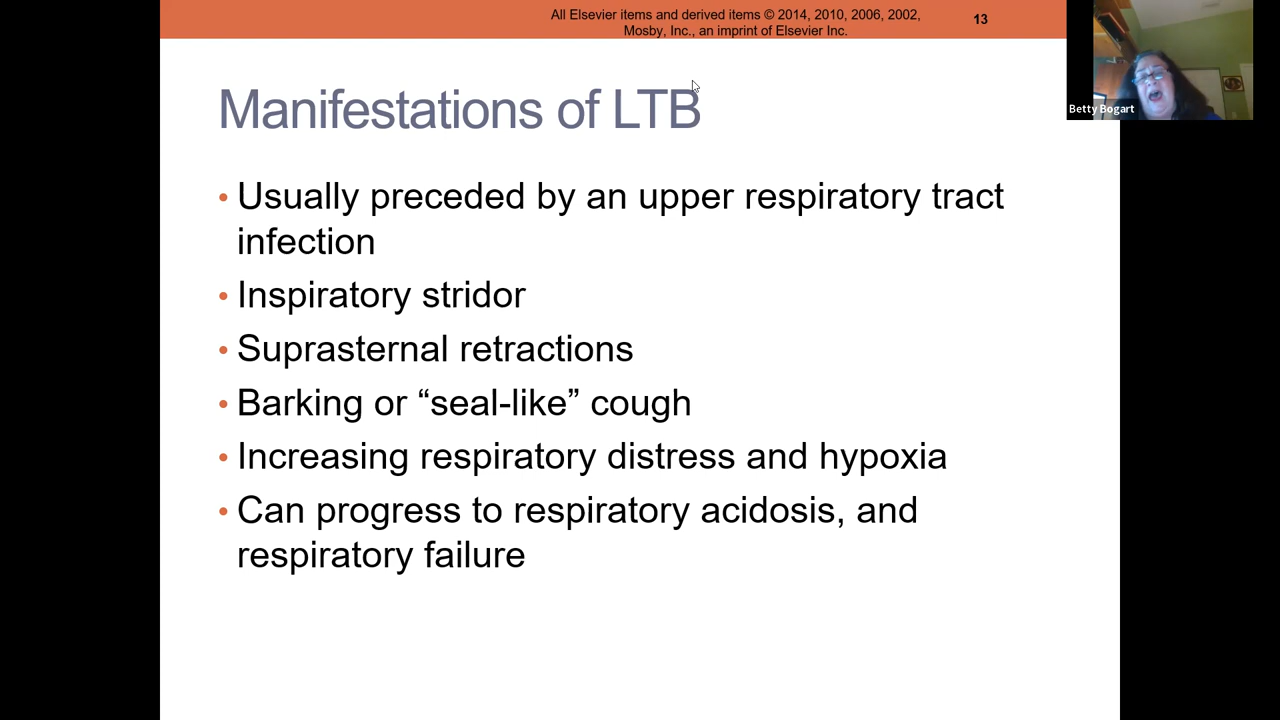 All Elsevier items and derived items © 2014, 2010, 2006, 2002,
Mosby, Inc., an imprint of Elsevier Inc.
13
Betty Bogart
Manifestations of LTB
• Usually preceded by an upper respiratory tract
infection
• Inspiratory stridor
• Suprasternal retractions
• Barking or “seal-like” cough
• Increasing respiratory distress and hypoxia
• Can progress to respiratory acidosis, and
respiratory failure